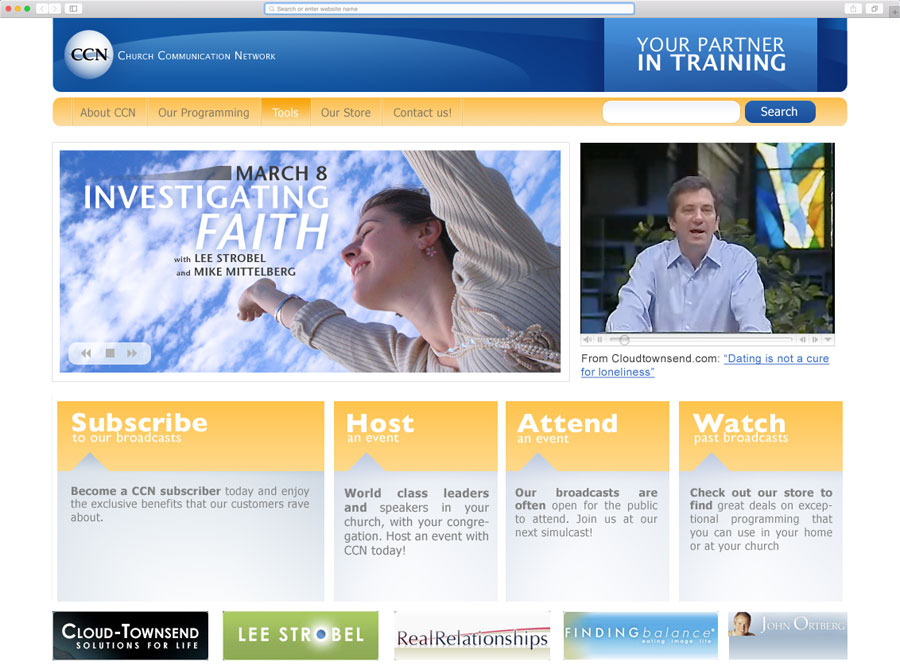 Search or enter website name
CCN CHURCH COMMUNICATION NETWORK
YOUR PARTNER
IN TRAINING
About CCN Our Programming Tools Our Store Contact us! Search
MARCH 8
INVESTIGATING
FAITH
with LEE STROBEL
and MIKE MITTELBERG
From Cloudtownsend.com: “Dating is not a cure
for loneliness”
Subscribe
to our broadcasts
Become a CCN subscriber today and enjoy
the exclusive benefits that our customers rave
about.
Host
an event
World class leaders
and speakers in your
church, with your congre-
gation. Host an event with
CCN today!
Attend
an event
Our broadcasts are
often open for the public
to attend. Join us at our
next simulcast!
Watch
past broadcasts
Check out our store to
find great deals on excep-
tional programming that
you can use in your home
or at your church
CLOUD-TOWNSEND
SOLUTIONS FOR LIFE
LEE STROBEL
RealRelationships
FINDINGbalance
eating. image. life.
JOHN ORTBERG